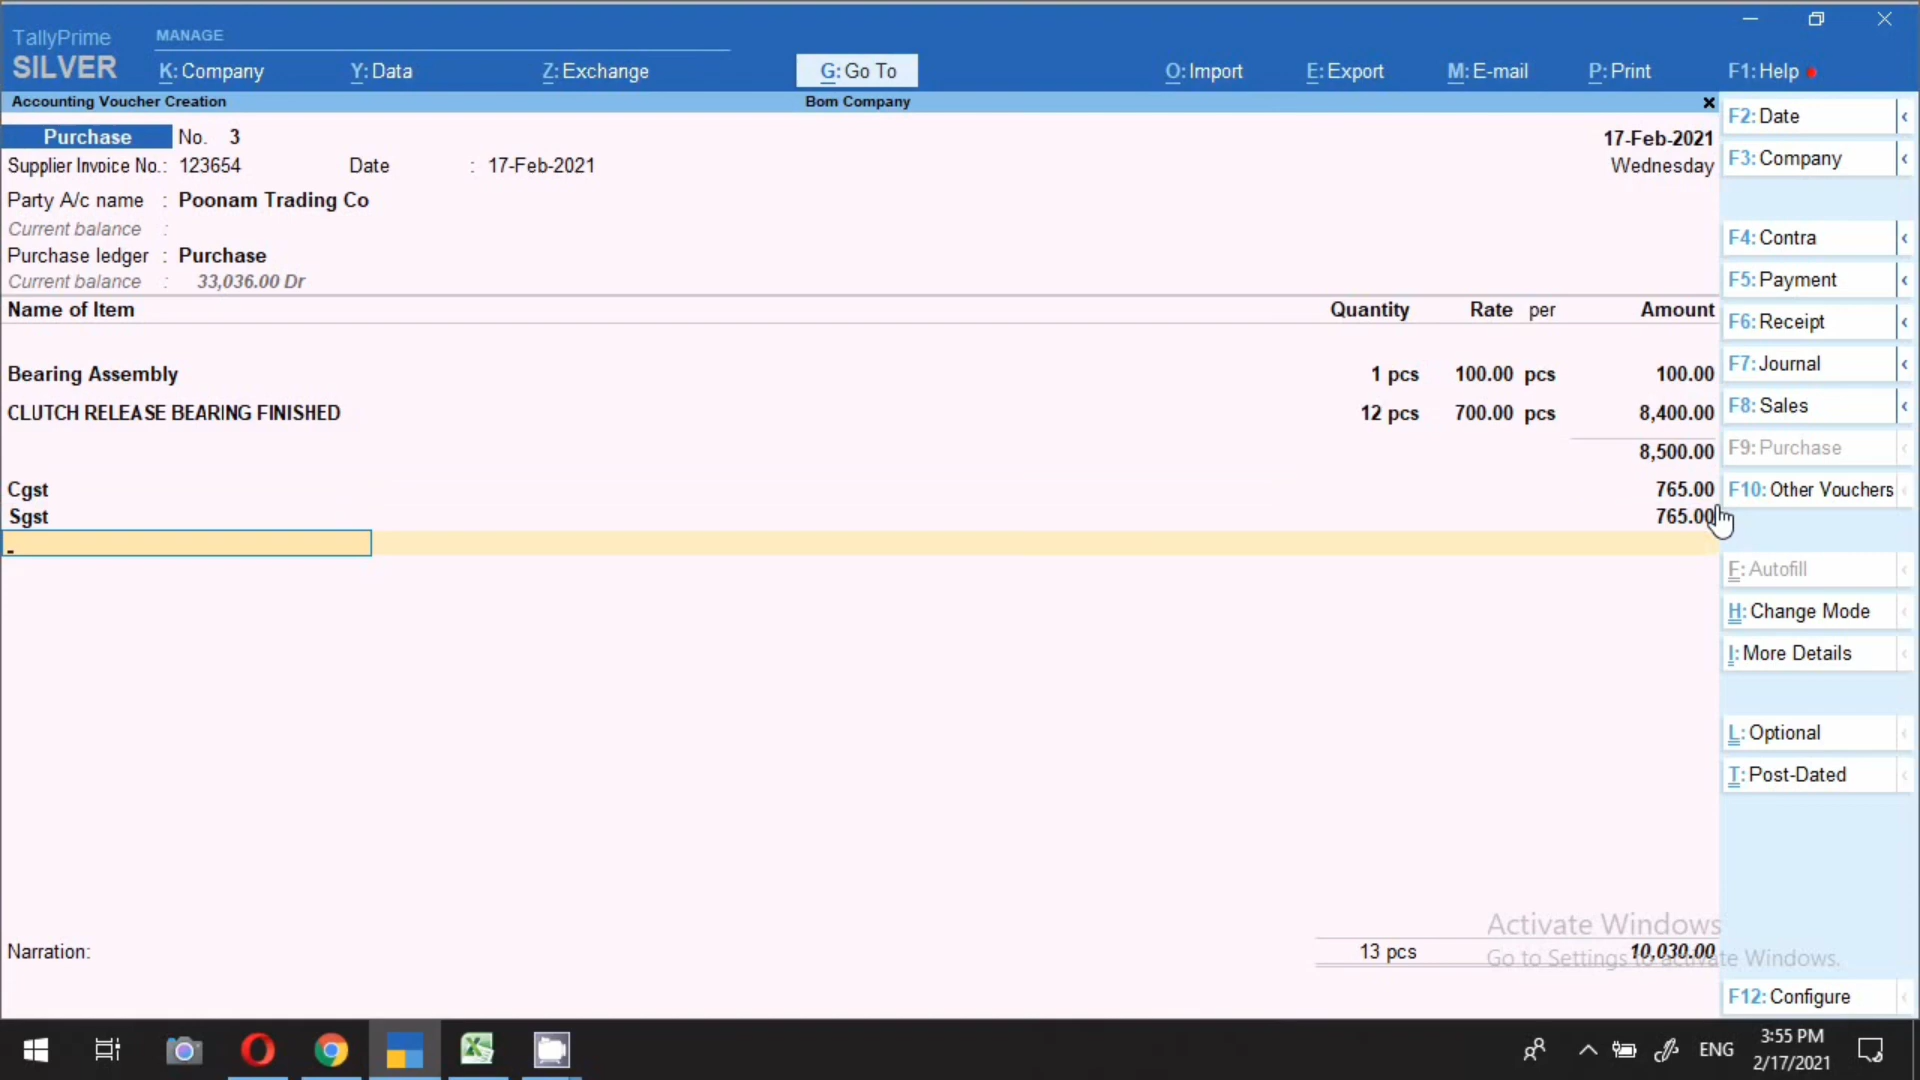 TallyPrime MANAGE
SILVER K: Company Y: Data Z: Exchange G: Go To O: Import E: Export M: E-mail P: Print F1: Help
Accounting Voucher Creation Bom Company
Purchase No. 3 17-Feb-2021
Supplier Invoice No.: 123654 Date : 17-Feb-2021 Wednesday
Party A/c name : Poonam Trading Co
Current balance :
Purchase ledger : Purchase
Current balance : 33,036.00 Dr
Name of Item Quantity Rate per Amount
Bearing Assembly 1 pcs 100.00 pcs 100.00
CLUTCH RELEASE BEARING FINISHED 12 pcs 700.00 pcs 8,400.00
8,500.00
Cgst 765.00
Sgst 765.00
Narration: 13 pcs 10,030.00
F2: Date
F3: Company
F4: Contra
F5: Payment
F6: Receipt
F7: Journal
F8: Sales
F9: Purchase
F10: Other Vouchers
F: Autofill
H: Change Mode
I: More Details
L: Optional
T: Post-Dated
F12: Configure
Activate Windows
Go to Settings to activate Windows.
ENG 3:55 PM
2/17/2021